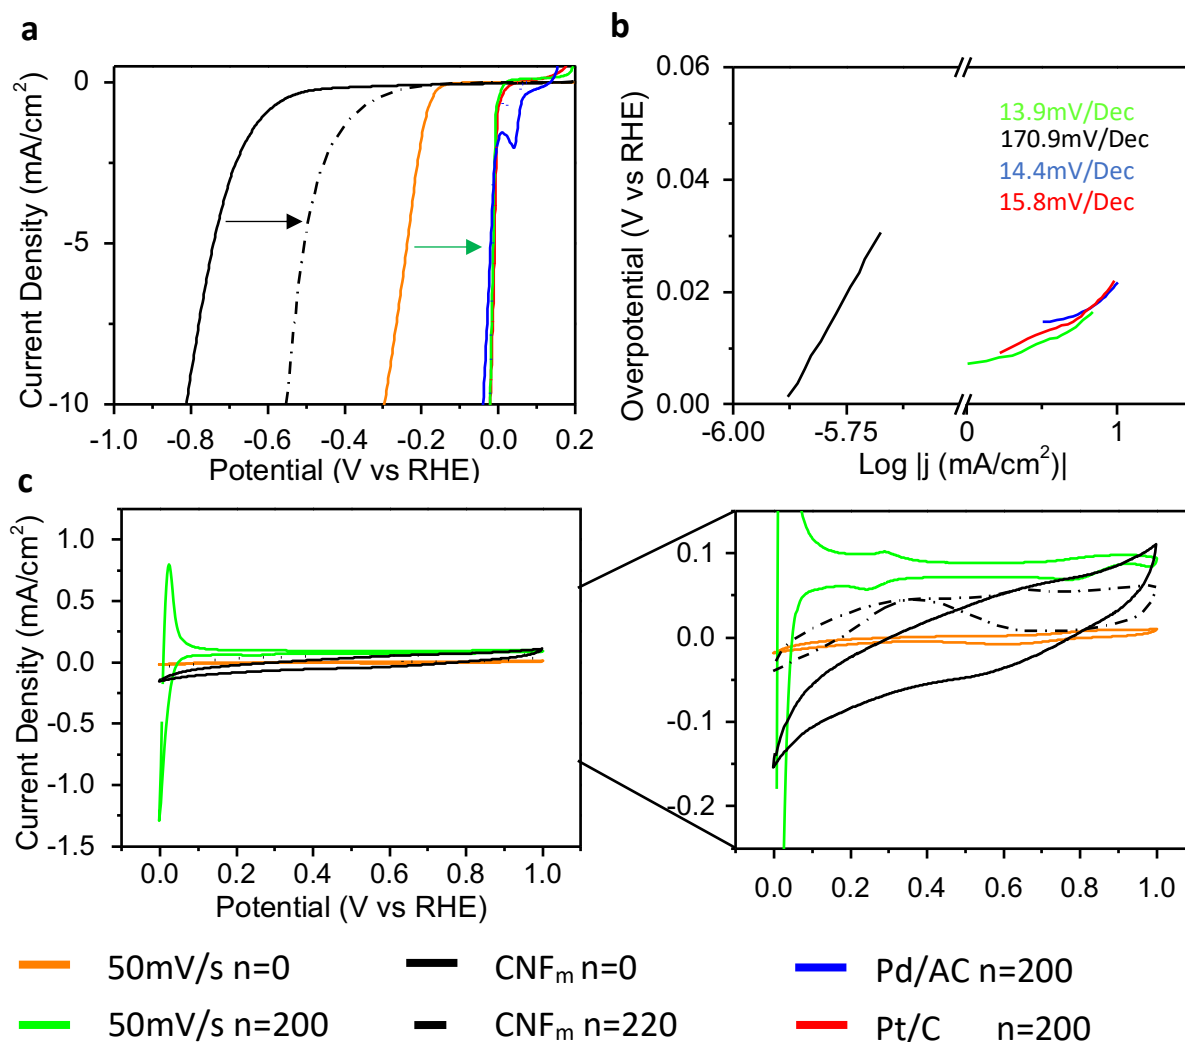 a
0
-5
-10
Current Density (mA/cm²)
-1.0 -0.8 -0.6 -0.4 -0.2 0.0 0.2
Potential (V vs RHE)
b
0.06
0.04
0.02
0.00
Overpotential (V vs RHE)
13.9mV/Dec
170.9mV/Dec
14.4mV/Dec
15.8mV/Dec
-6.00 -5.75 0 1
Log |j (mA/cm²)|
c
1.0
0.5
0.0
-0.5
-1.0
-1.5
Current Density (mA/cm²)
0.0 0.2 0.4 0.6 0.8 1.0
Potential (V vs RHE)
0.1
0.0
-0.1
-0.2
0.0 0.2 0.4 0.6 0.8 1.0
50mV/s n=0 CNFₘ n=0 Pd/AC n=200
50mV/s n=200 CNFₘ n=220 Pt/C n=200